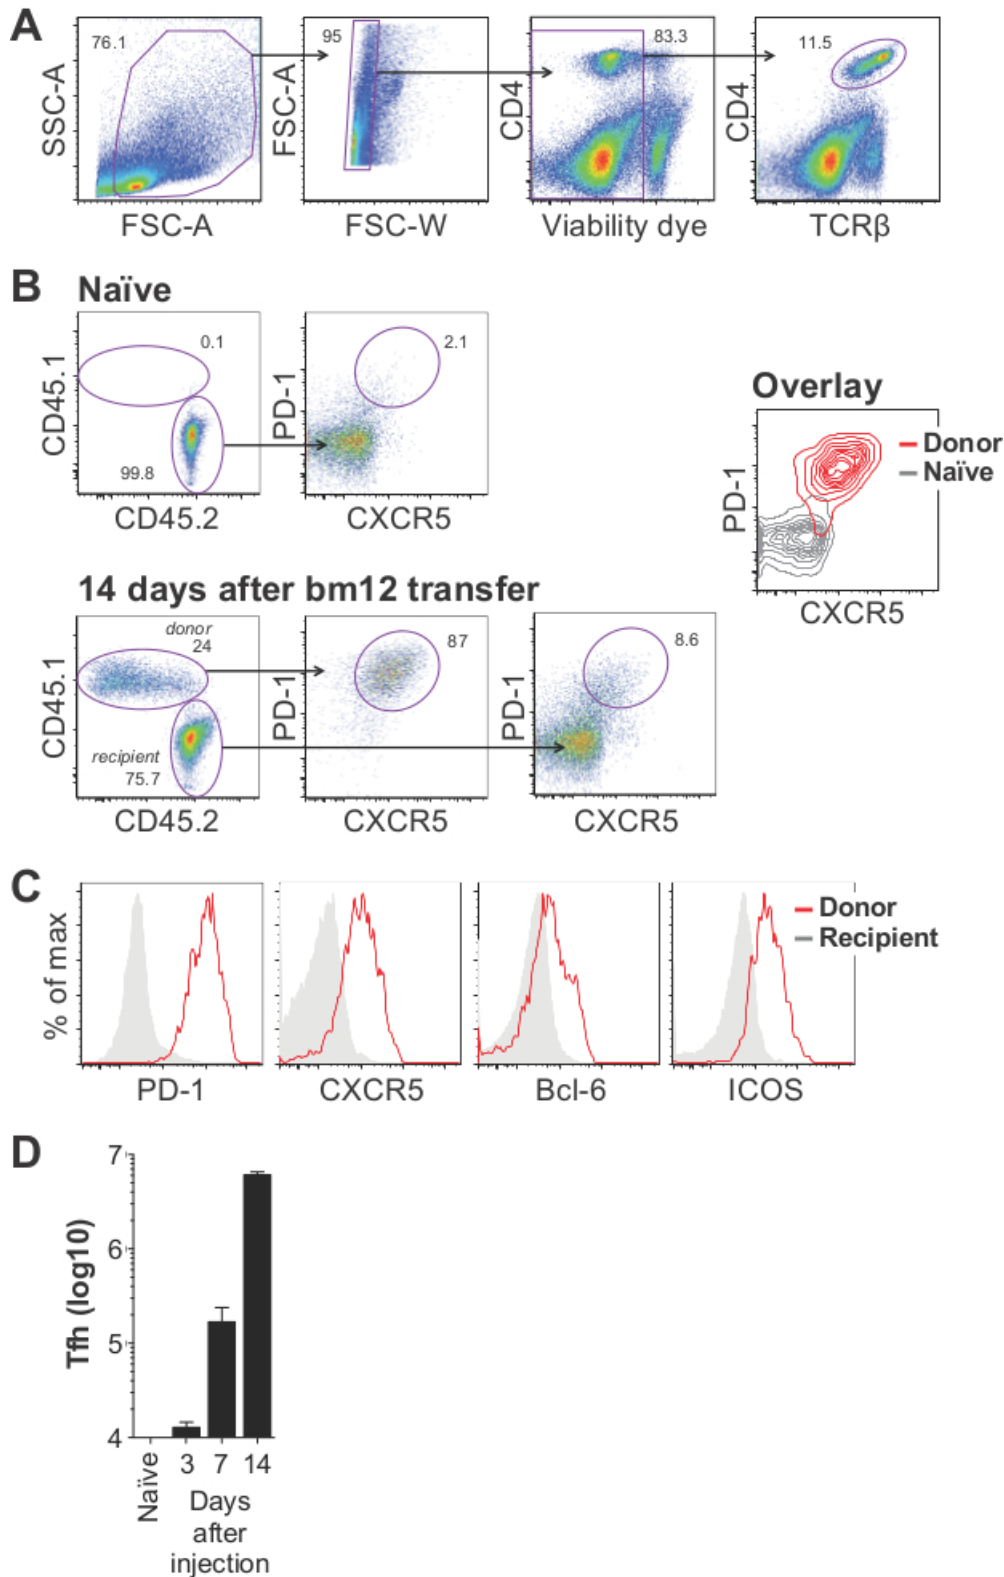 A
76.1
SSC-A
FSC-A
95
FSC-A
FSC-W
83.3
CD4
Viability dye
11.5
CD4
TCRβ
B
Naïve
0.1
CD45.1
99.8
CD45.2
2.1
PD-1
CXCR5
Overlay
Donor
Naïve
PD-1
CXCR5
14 days after bm12 transfer
donor
24
CD45.1
recipient
75.7
CD45.2
87
PD-1
CXCR5
8.6
PD-1
CXCR5
C
% of max
PD-1
CXCR5
Bcl-6
ICOS
Donor
Recipient
D
Tfh (log10)
7
6
5
4
Naïve
3
7
14
Days
after
injection